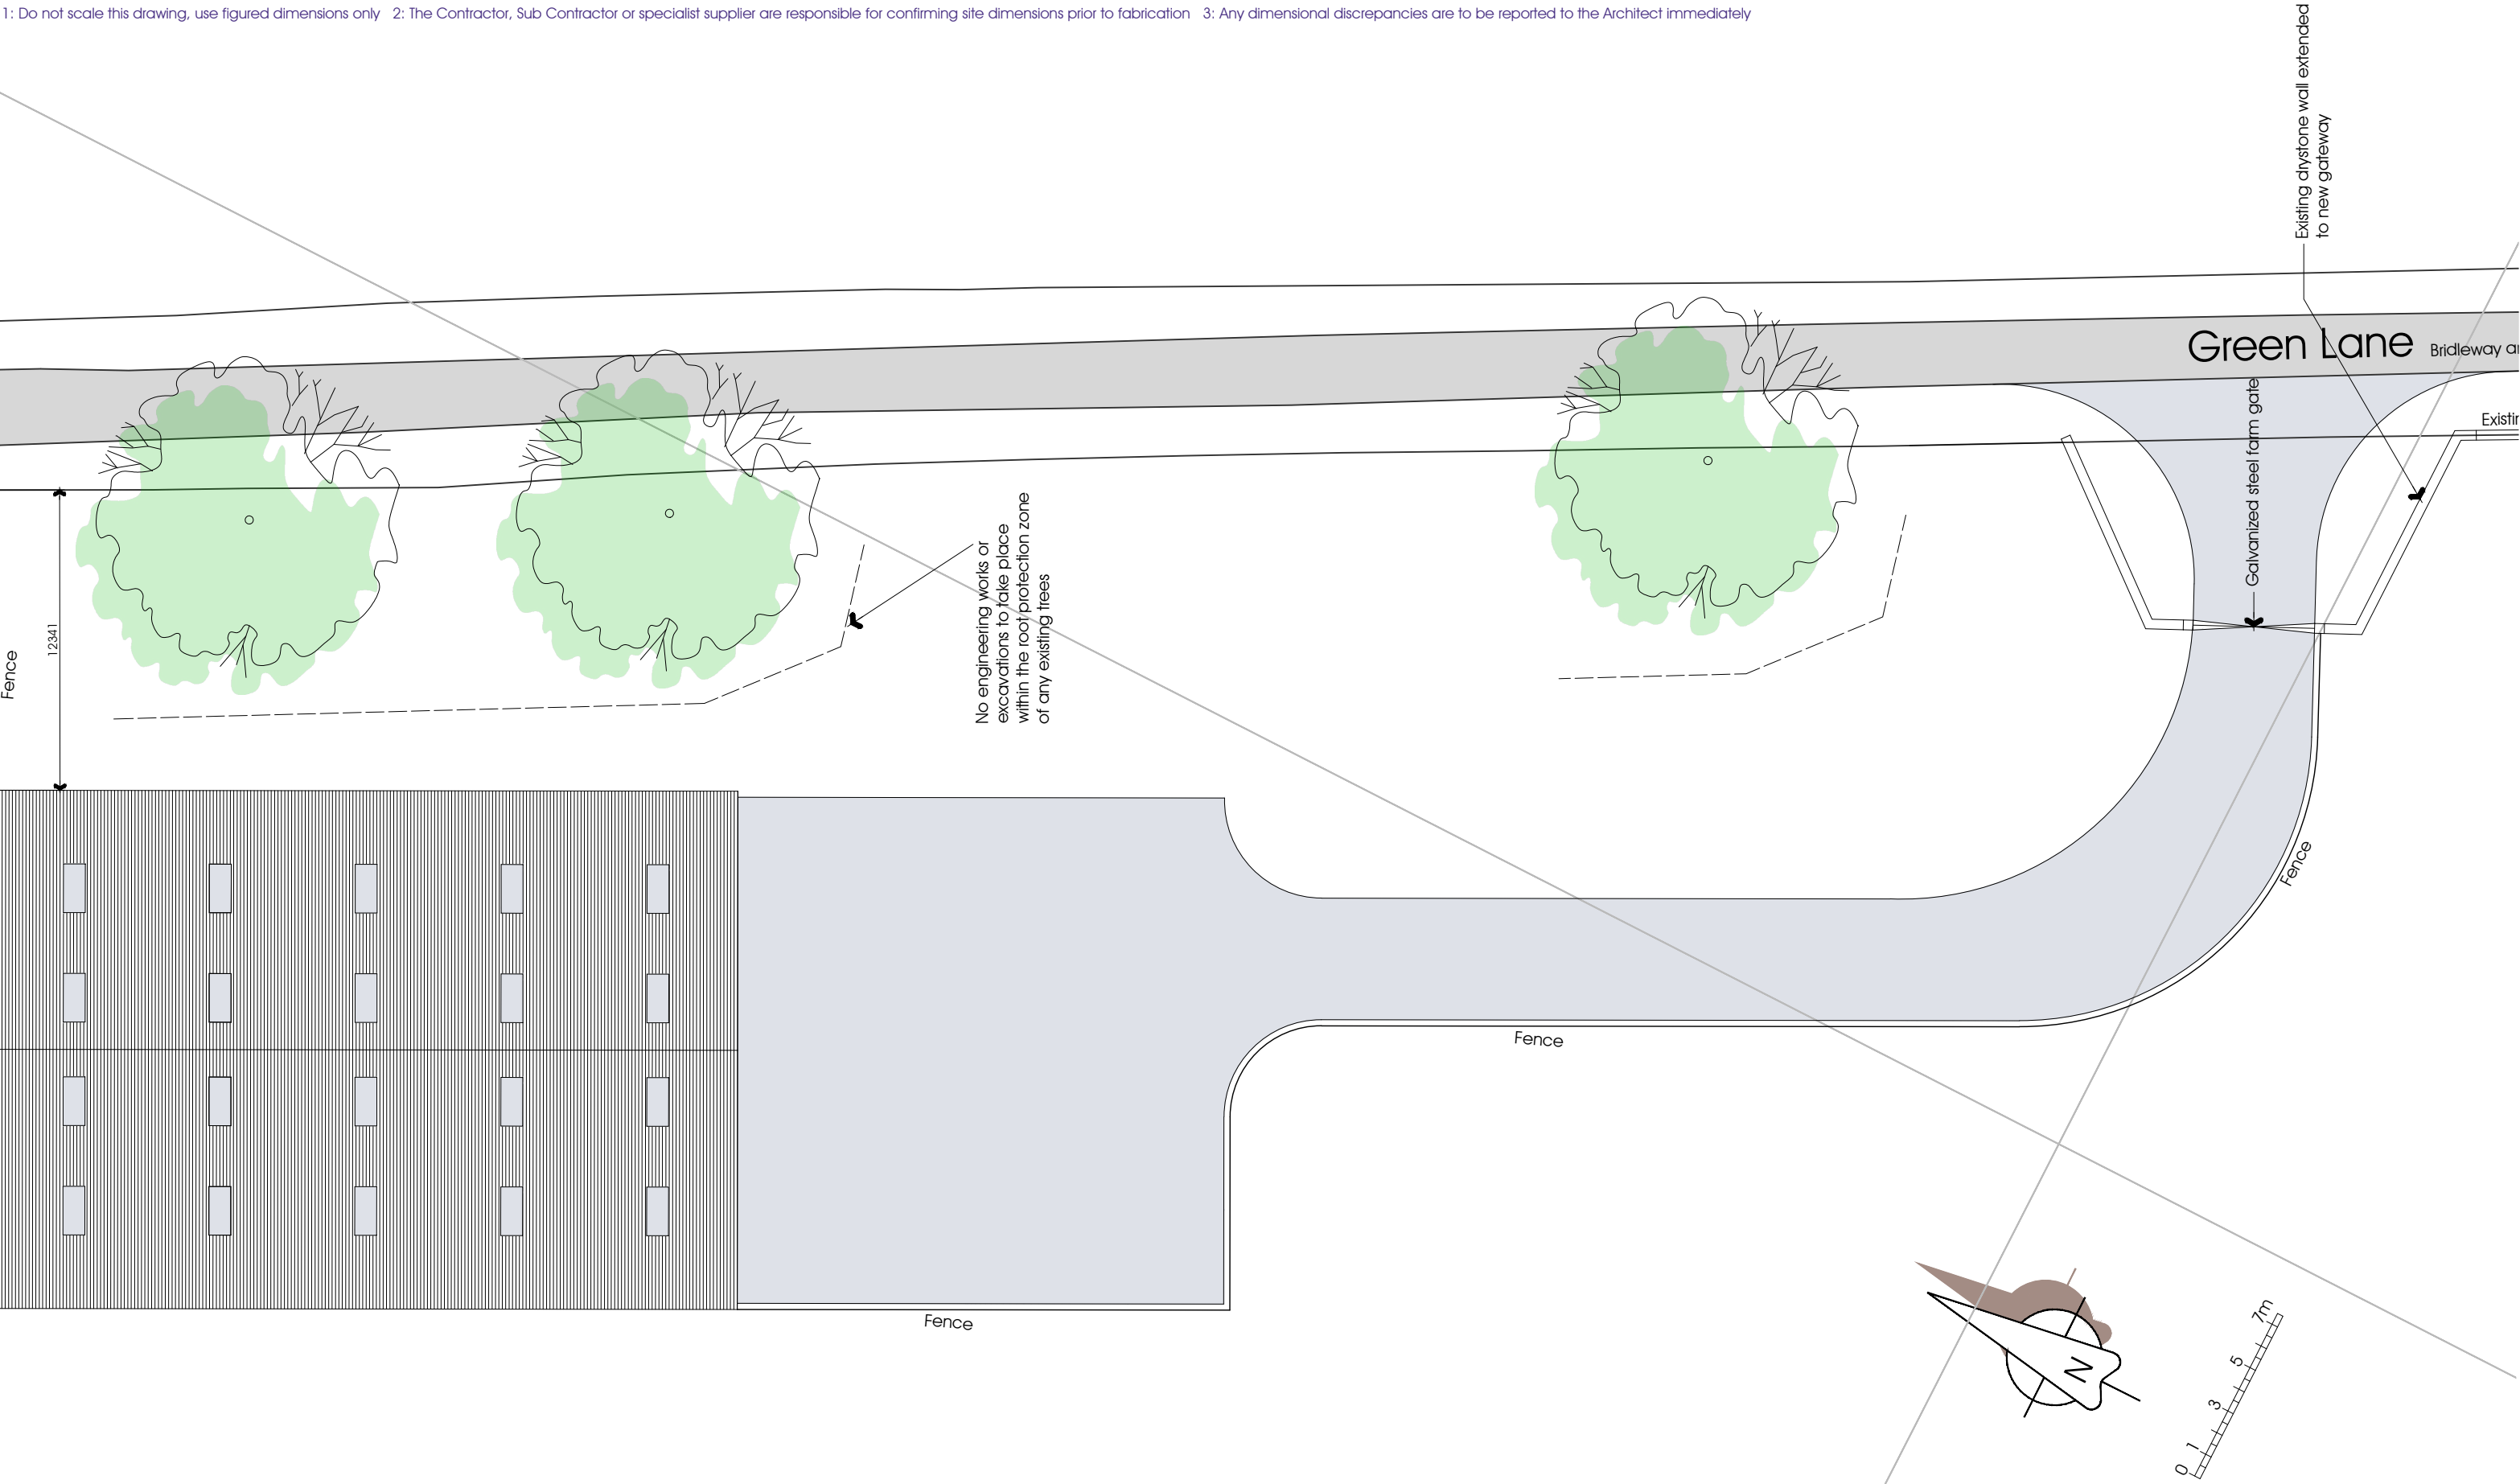 1: Do not scale this drawing, use figured dimensions only 2: The Contractor, Sub Contractor or specialist supplier are responsible for confirming site dimensions prior to fabrication 3: Any dimensional discrepancies are to be reported to the Architect immediately
Existing drystone wall extended
to new gateway
Green Lane
Bridleway a
Existi
Galvanized steel farm gate
No engineering works or
excavations to take place
within the root protection zone
of any existing trees
Fence
12341
Fence
Fence
Fence
N
0 1 3 5 7m